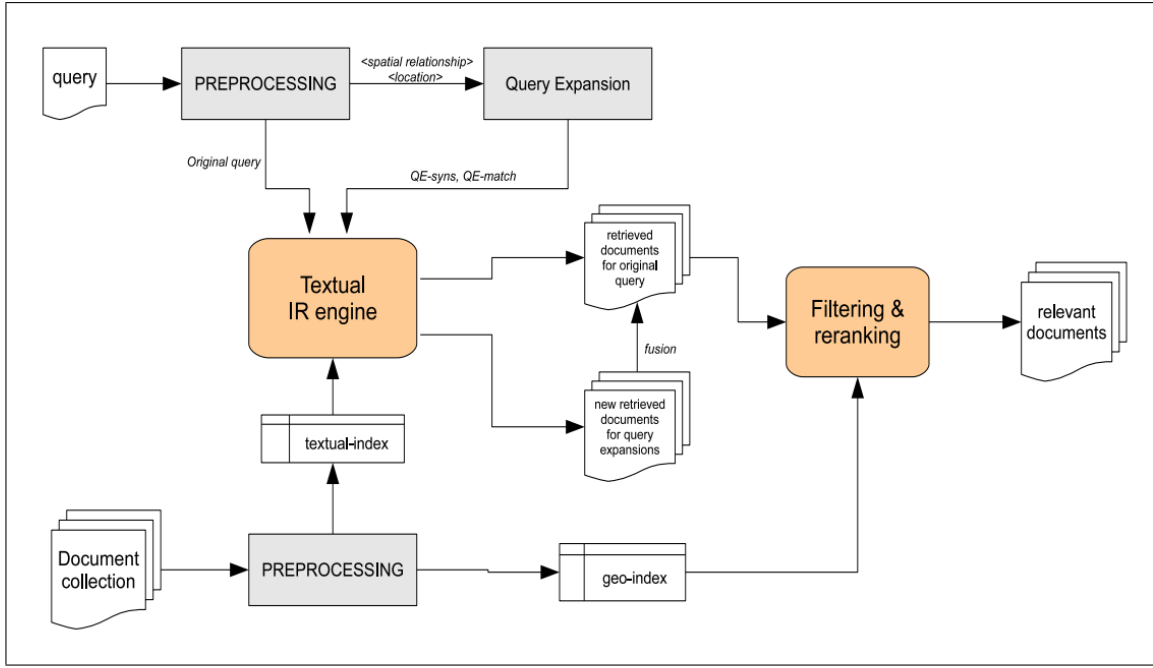 query
PREPROCESSING
<spatial relationship>
<location>
Query Expansion
Original query
QE-syns, QE-match
Textual
IR engine
retrieved
documents
for original
query
Filtering &
reranking
relevant
documents
fusion
new retrieved
documents
for query
expansions
textual-index
Document
collection
PREPROCESSING
geo-index